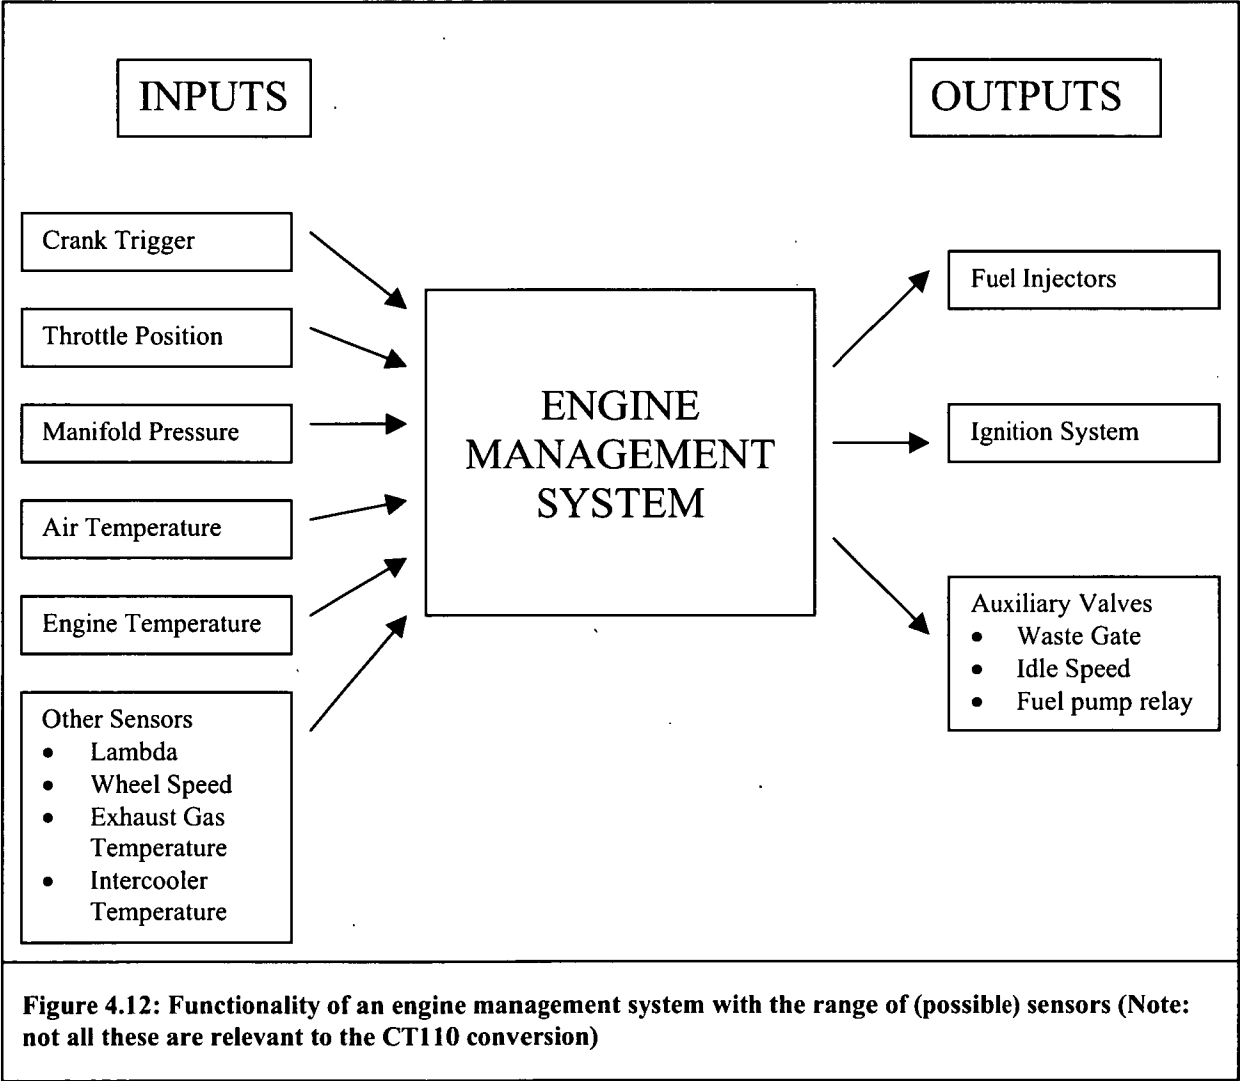 INPUTS
OUTPUTS
Crank Trigger
Throttle Position
Manifold Pressure
Air Temperature
Engine Temperature
Other Sensors
• Lambda
• Wheel Speed
• Exhaust Gas
Temperature
• Intercooler
Temperature
ENGINE
MANAGEMENT
SYSTEM
Fuel Injectors
Ignition System
Auxiliary Valves
• Waste Gate
• Idle Speed
• Fuel pump relay
Figure 4.12: Functionality of an engine management system with the range of (possible) sensors (Note:
not all these are relevant to the CT110 conversion)